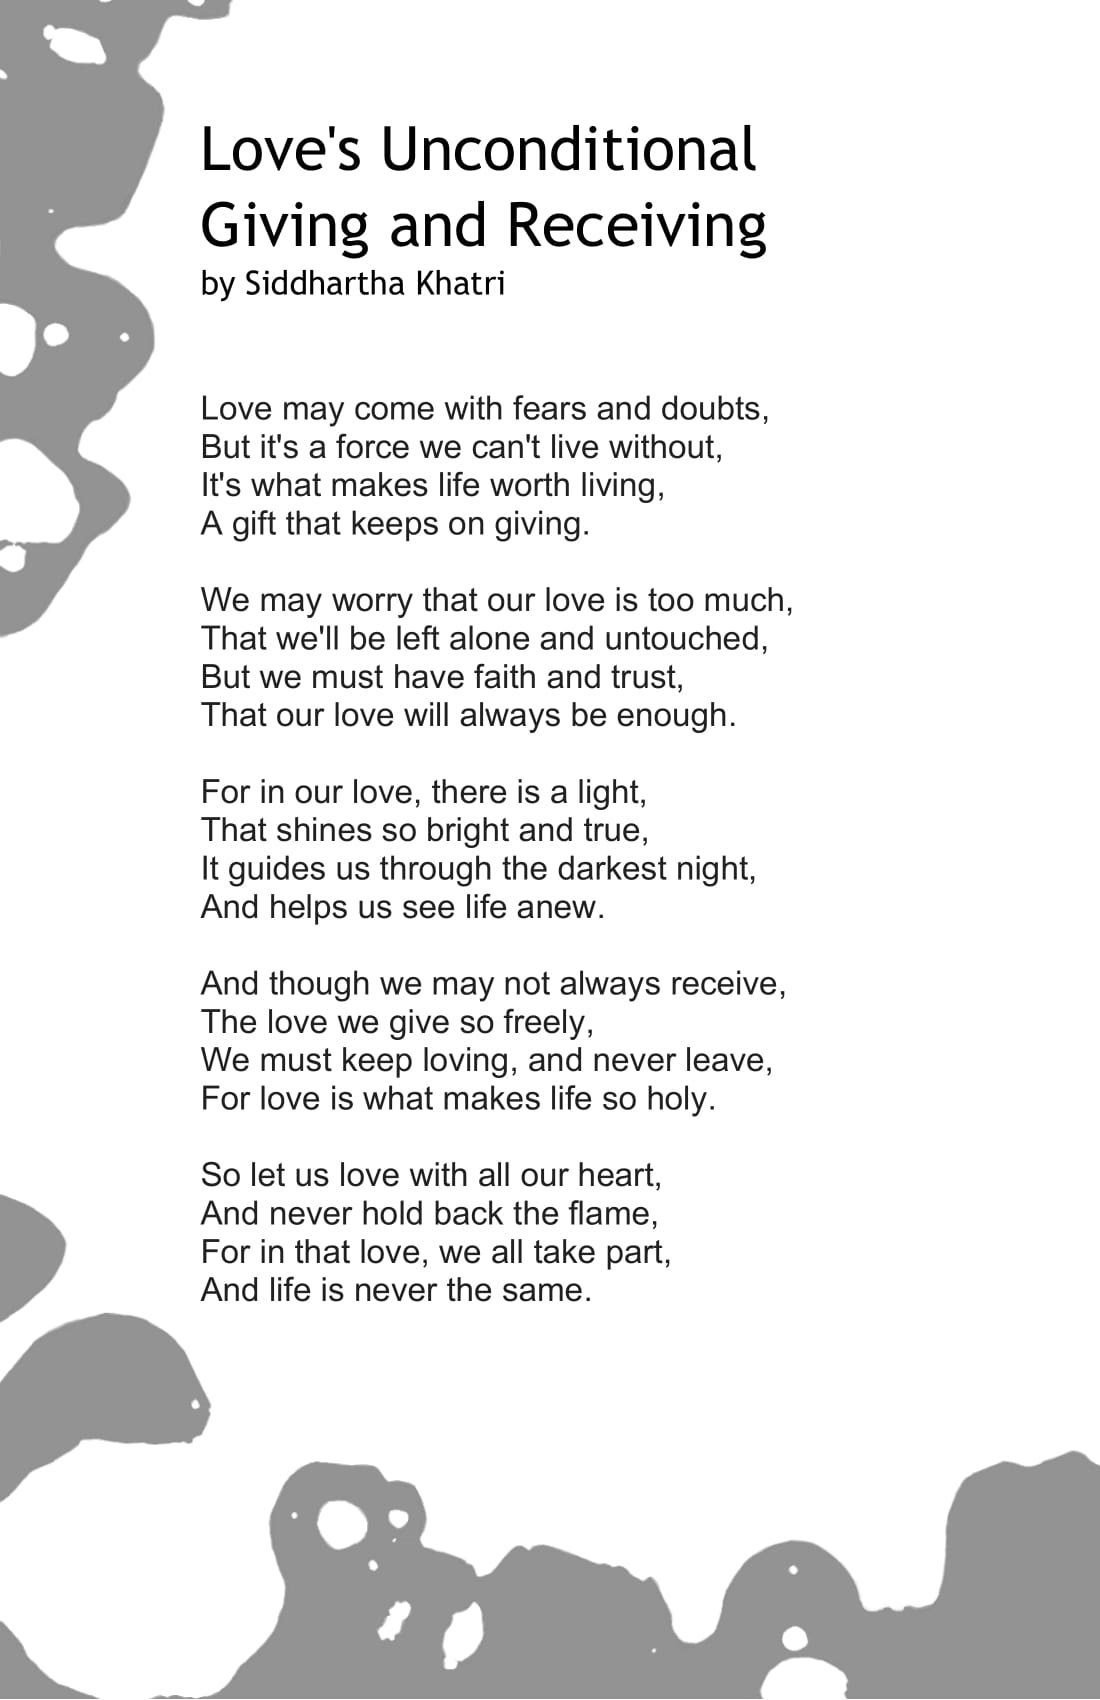 Love's Unconditional
Giving and Receiving
by Siddhartha Khatri
Love may come with fears and doubts,
But it's a force we can't live without,
It's what makes life worth living,
A gift that keeps on giving.
We may worry that our love is too much,
That we'll be left alone and untouched,
But we must have faith and trust,
That our love will always be enough.
For in our love, there is a light,
That shines so bright and true,
It guides us through the darkest night,
And helps us see life anew.
And though we may not always receive,
The love we give so freely,
We must keep loving, and never leave,
For love is what makes life so holy.
So let us love with all our heart,
And never hold back the flame,
For in that love, we all take part,
And life is never the same.